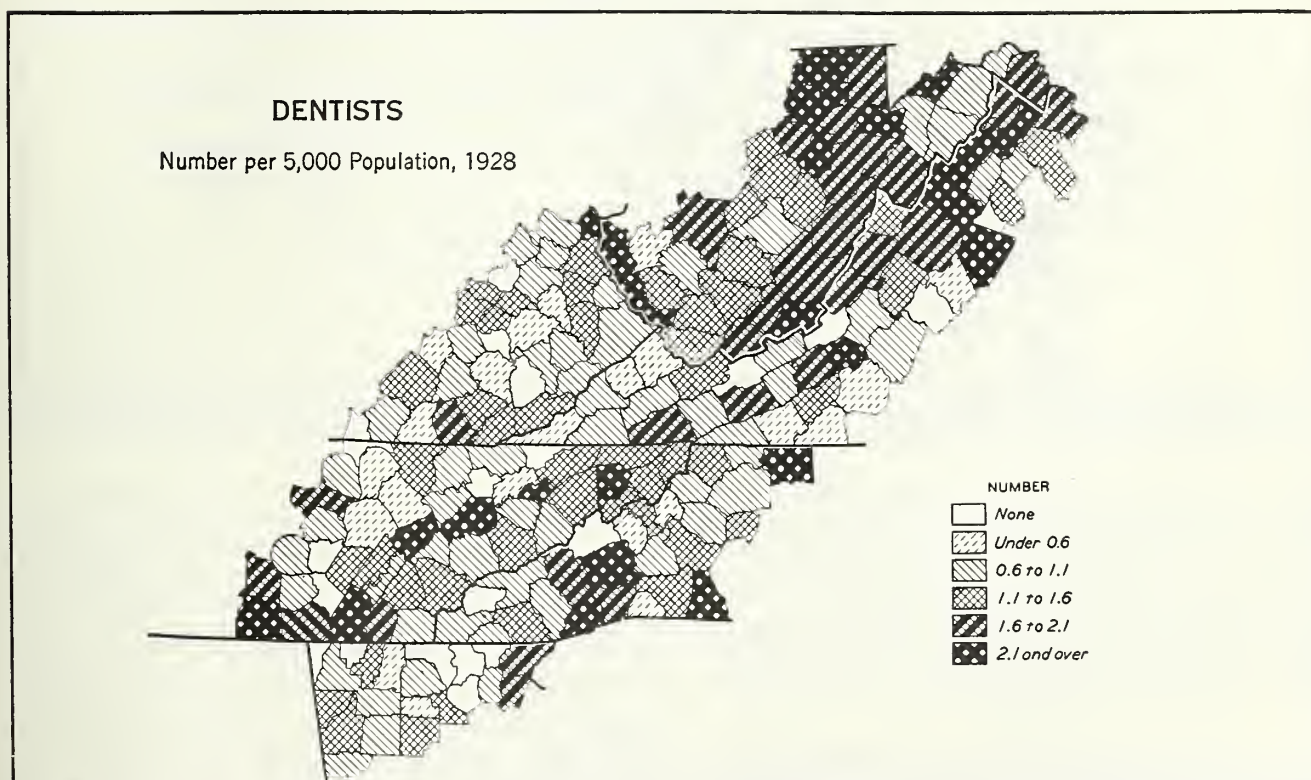 DENTISTS
Number per 5,000 Population, 1928
NUMBER
None
Under 0.6
0.6 to 1.1
1.1 to 1.6
1.6 to 2.1
2.1 and over